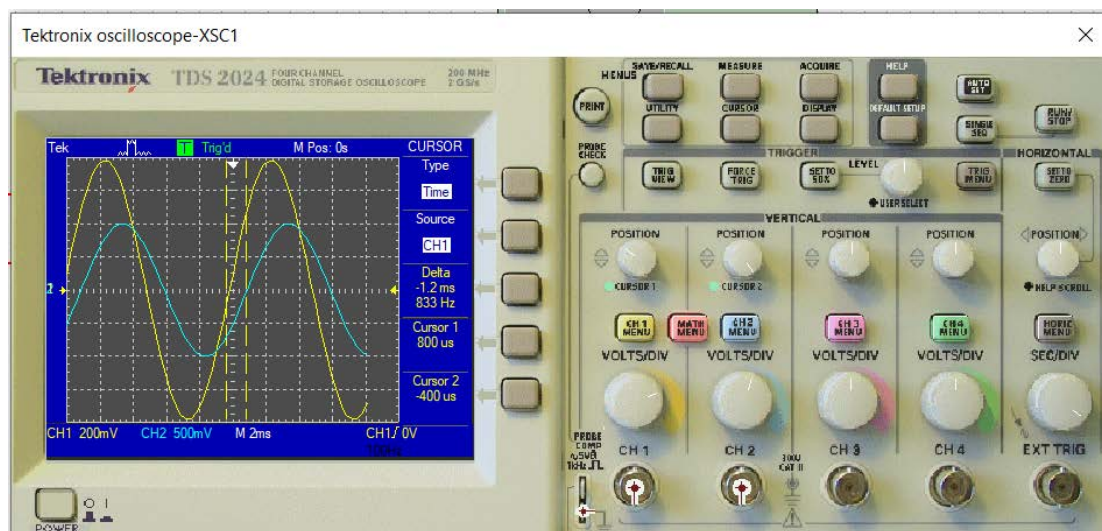 Tektronix oscilloscope-XSC1
Tektronix TDS 2024 FOUR CHANNEL DIGITAL STORAGE OSCILLOSCOPE 200 MHz 2 GS/s
Tek T Trig'd M Pos: 0s CURSOR
Type
Time
Source
CH1
Delta
-1.2 ms
833 Hz
Cursor 1
800 us
Cursor 2
-400 us
2
CH1 200mV CH2 500mV M 2ms CH1 0V
100Hz
POWER
MENUS
SAVE/RECALL MEASURE ACQUIRE
UTILITY CURSOR DISPLAY
HELP
DEFAULT SETUP
AUTO SET
SINGLE SEQ
RUN/STOP
PRINT
PROBE CHECK
TRIGGER
TRIG VIEW
FORCE TRIG
SET TO 50%
LEVEL
USER SELECT
TRIG MENU
HORIZONTAL
SET TO ZERO
POSITION
HELP SCROLL
HORIZ MENU
SEC/DIV
VERTICAL
POSITION POSITION POSITION POSITION
CURSOR 1 CURSOR 2
CH 1 MENU
MATH MENU
CH 2 MENU
CH 3 MENU
CH 4 MENU
VOLTS/DIV VOLTS/DIV VOLTS/DIV VOLTS/DIV
CH 1 CH 2 CH 3 CH 4 EXT TRIG
PROBE COMP
~5V@
1kHz
300V
CAT II